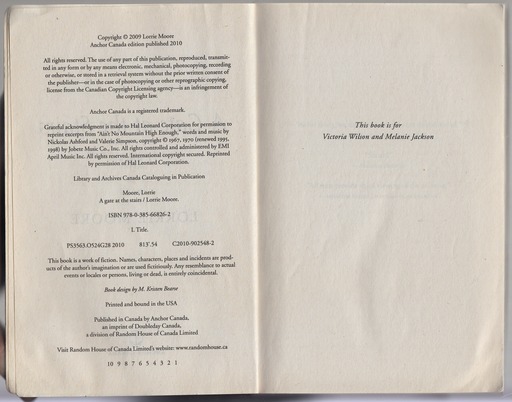 Copyright © 2009 Lorrie Moore
Anchor Canada edition published 2010
All rights reserved. The use of any part of this publication, reproduced, transmit-
ted in any form or by any means electronic, mechanical, photocopying, recording
or otherwise, or stored in a retrieval system without the prior written consent of
the publisher—or in the case of photocopying or other reprographic copying,
license from the Canadian Copyright Licensing agency—is an infringement of
the copyright law.
Anchor Canada is a registered trademark.
Grateful acknowledgment is made to Hal Leonard Corporation for permission to
reprint excerpts from "Ain't No Mountain High Enough," words and music by
Nickolas Ashford and Valerie Simpson, copyright © 1967, 1970 (renewed 1995,
1998) by Jobete Music Co., Inc. All rights controlled and administered by EMI
April Music Inc. All rights reserved. International copyright secured. Reprinted
by permission of Hal Leonard Corporation.
Library and Archives Canada Cataloguing in Publication
Moore, Lorrie
A gate at the stairs / Lorrie Moore.
ISBN 978-0-385-66826-2
I. Title.
PS3563.O524G28 2010 813'.54 C2010-902548-2
This book is a work of fiction. Names, characters, places and incidents are prod-
ucts of the author's imagination or are used fictitiously. Any resemblance to actual
events or locales or persons, living or dead, is entirely coincidental.
Book design by M. Kristen Bearse
Printed and bound in the USA
Published in Canada by Anchor Canada,
an imprint of Doubleday Canada,
a division of Random House of Canada Limited
Visit Random House of Canada Limited's website: www.randomhouse.ca
10 9 8 7 6 5 4 3 2 1
This book is for
Victoria Wilson and Melanie Jackson